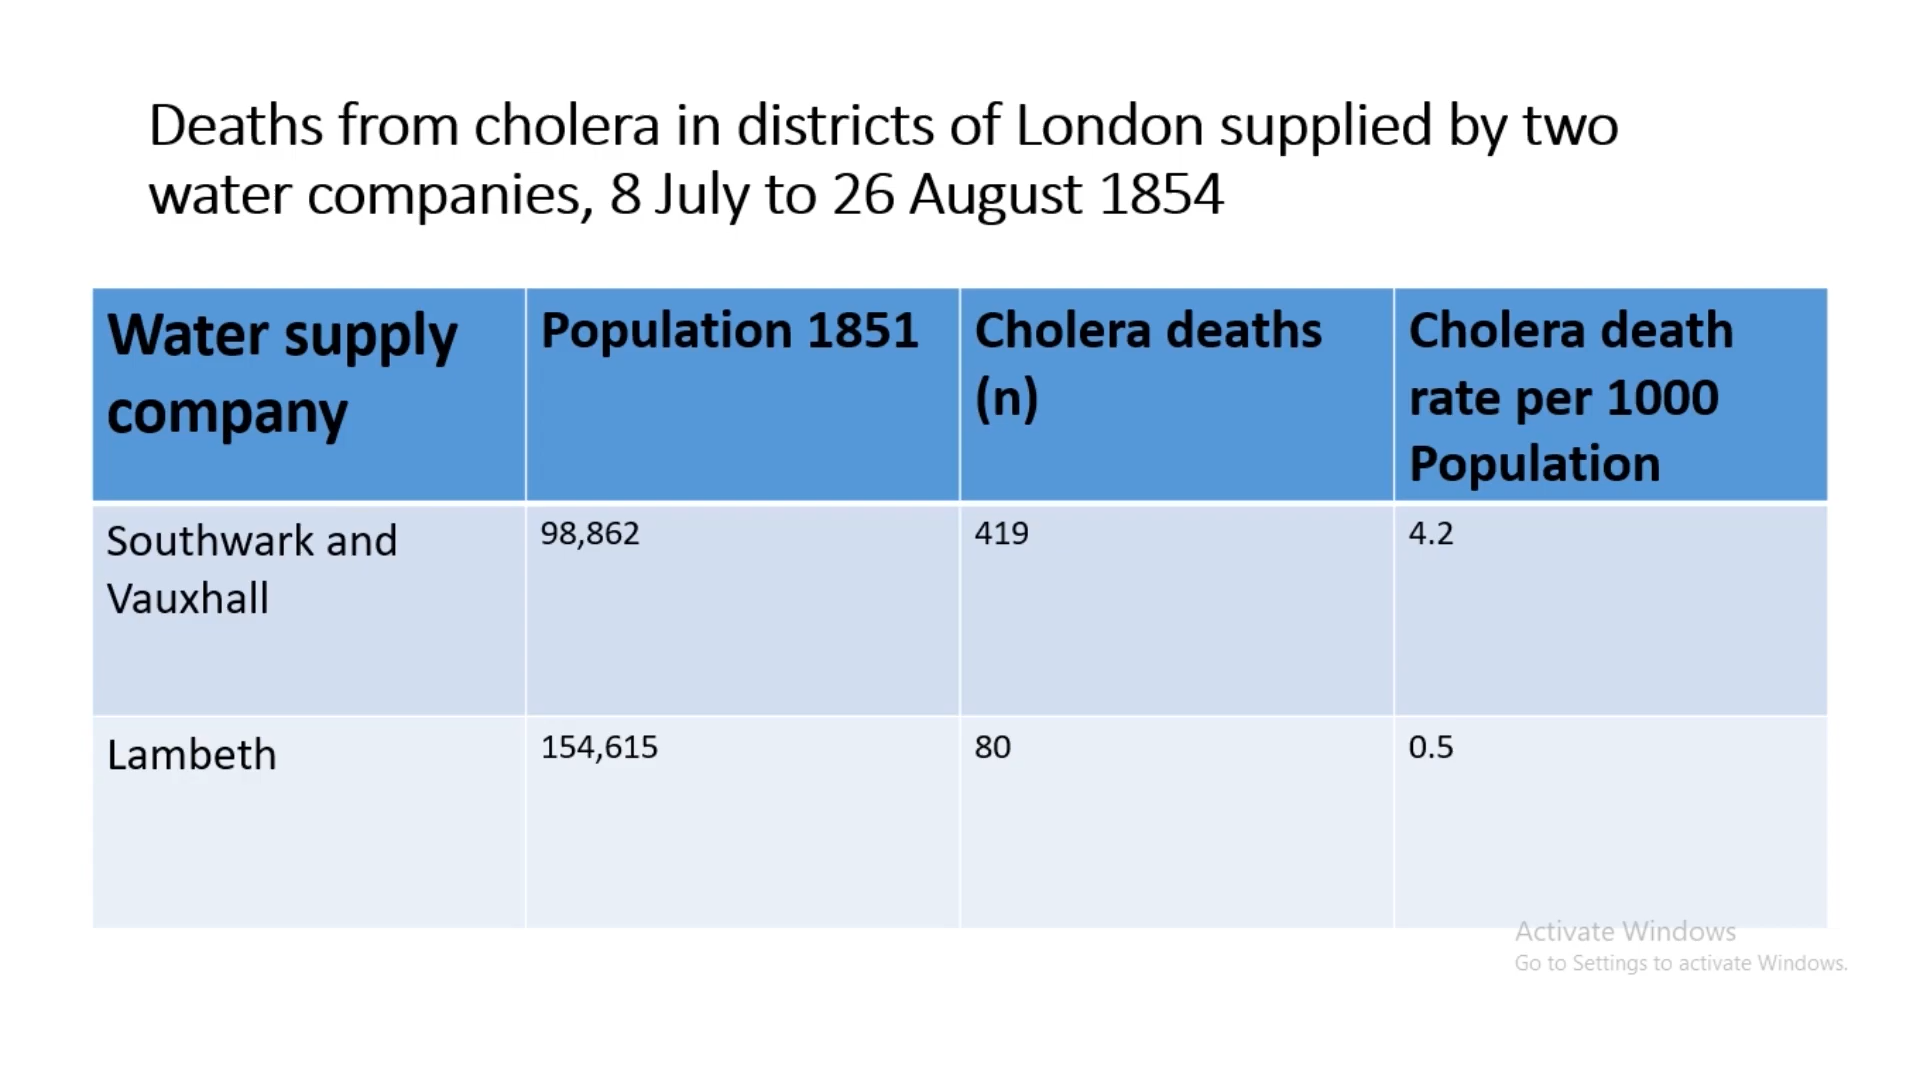 Deaths from cholera in districts of London supplied by two
water companies, 8 July to 26 August 1854
Water supply
company
Population 1851
Cholera deaths
(n)
Cholera death
rate per 1000
Population
Southwark and
Vauxhall
98,862
419
4.2
Lambeth
154,615
80
0.5
Activate Windows
Go to Settings to activate Windows.